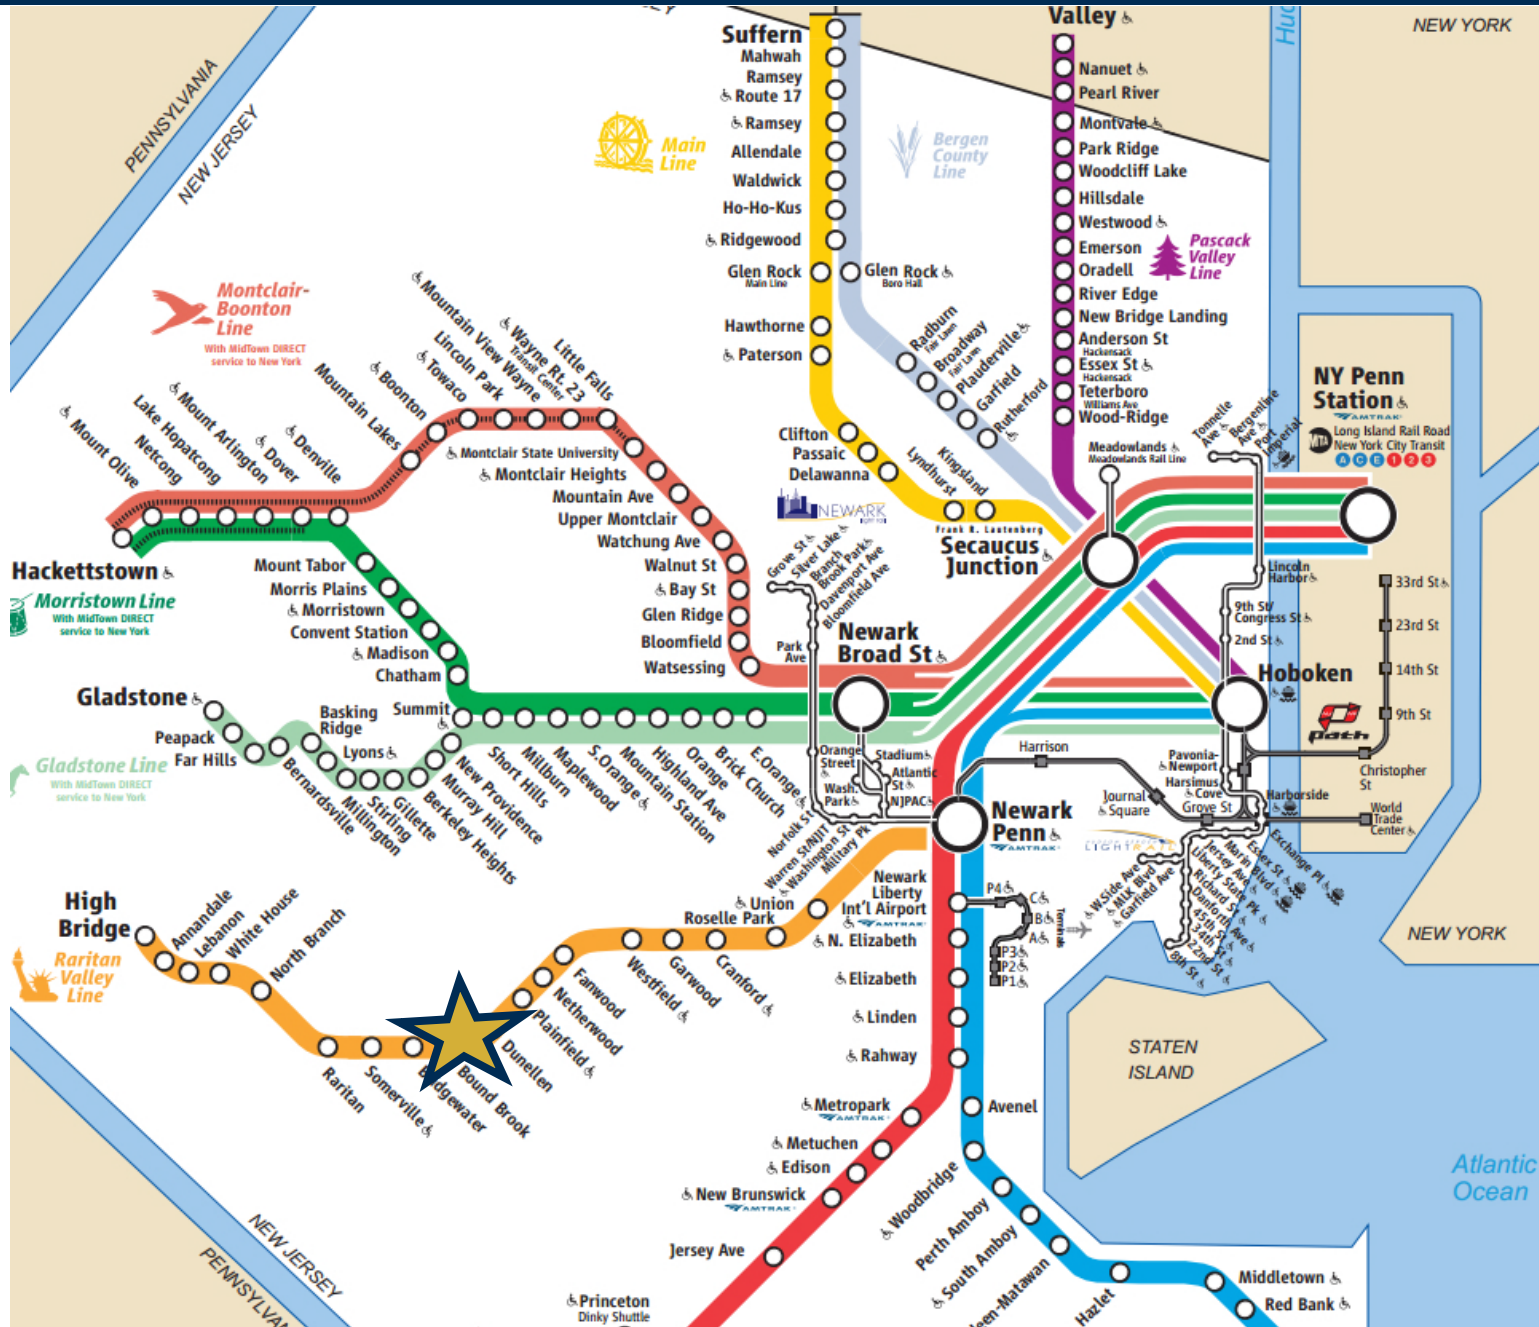 Valley
NEW YORK
Suffern
Mahwah
Ramsey
Route 17
Ramsey
Allendale
Waldwick
Ho-Ho-Kus
Ridgewood
Glen Rock
Main Line
Glen Rock
Boro Hall
Hawthorne
Paterson
Main
Line
Bergen
County
Line
Nanuet
Pearl River
Montvale
Park Ridge
Woodcliff Lake
Hillsdale
Westwood
Emerson
Oradell
River Edge
New Bridge Landing
Anderson St
Hackensack
Essex St
Hackensack
Teterboro
Williams Ave
Wood-Ridge
Pascack
Valley
Line
PENNSYLVANIA
NEW JERSEY
Montclair-
Boonton
Line
With MidTown DIRECT
service to New York
Radburn
Fair Lawn
Broadway
Fair Lawn
Plauderville
Garfield
Rutherford
Clifton
Passaic
Delawanna
Lyndhurst
Kingsland
Frank R. Lautenberg
Secaucus
Junction
Meadowlands
Meadowlands Rail Line
Tonnelle
Ave
Bergenline
Ave
Port
Imperial
NY Penn
Station
AMTRAK
MTA
Long Island Rail Road
New York City Transit
A C E 1 2 3
Mount Olive
Netcong
Lake Hopatcong
Mount Arlington
Dover
Denville
Mountain Lakes
Boonton
Towaco
Lincoln Park
Mountain View Wayne
Wayne Rt. 23
Transit Center
Little Falls
Montclair State University
Montclair Heights
Mountain Ave
Upper Montclair
Watchung Ave
Walnut St
Bay St
Glen Ridge
Bloomfield
Watsessing
Hackettstown
Morristown Line
With MidTown DIRECT
service to New York
Mount Tabor
Morris Plains
Morristown
Convent Station
Madison
Chatham
Summit
NEWARK
Grove St
Silver Lake
Branch
Brook Park
Davenport Ave
Bloomfield Ave
Park
Ave
Newark
Broad St
Lincoln
Harbor
9th St/
Congress St
2nd St
Hoboken
33rd St
23rd St
14th St
9th St
path
Christopher
St
World
Trade
Center
Gladstone
Peapack
Far Hills
Bernardsville
Basking
Ridge
Lyons
Millington
Stirling
Gillette
Berkeley Heights
Murray Hill
New Providence
Short Hills
Millburn
Maplewood
S.Orange
Mountain Station
Highland Ave
Orange
Brick Church
E.Orange
Gladstone Line
With MidTown DIRECT
service to New York
Orange
Street
Stadium
Atlantic
St
Wash.
Park
NJPAC
Norfolk St
Warren St/NJIT
Washington St
Military Pk
Newark
Penn
AMTRAK
Harrison
Journal
Square
Pavonia-
Newport
Harsimus
Cove
Grove St
Harborside
LIGHTRAIL
Exchange Pl
Essex St
Marin Blvd
Jersey Ave
Liberty State Pk
Richard St
Danforth Ave
45th St
34th St
22nd St
8th St
W.Side Ave
MLK Blvd
Garfield Ave
High
Bridge
Annandale
Lebanon
White House
North Branch
Raritan
Valley
Line
Raritan
Somerville
Bound Brook
Dunellen
Plainfield
Netherwood
Fanwood
Westfield
Garwood
Cranford
Roselle Park
Union
Newark
Liberty
Int'l Airport
AMTRAK
P4
C
B
A
Terminals
P3
P2
P1
N. Elizabeth
Elizabeth
Linden
Rahway
Metropark
AMTRAK
Metuchen
Edison
New Brunswick
AMTRAK
Jersey Ave
Princeton
Dinky Shuttle
Avenel
Woodbridge
Perth Amboy
South Amboy
Hazlet
Middletown
Red Bank
NEW YORK
STATEN
ISLAND
Atlantic
Ocean
NEW JERSEY